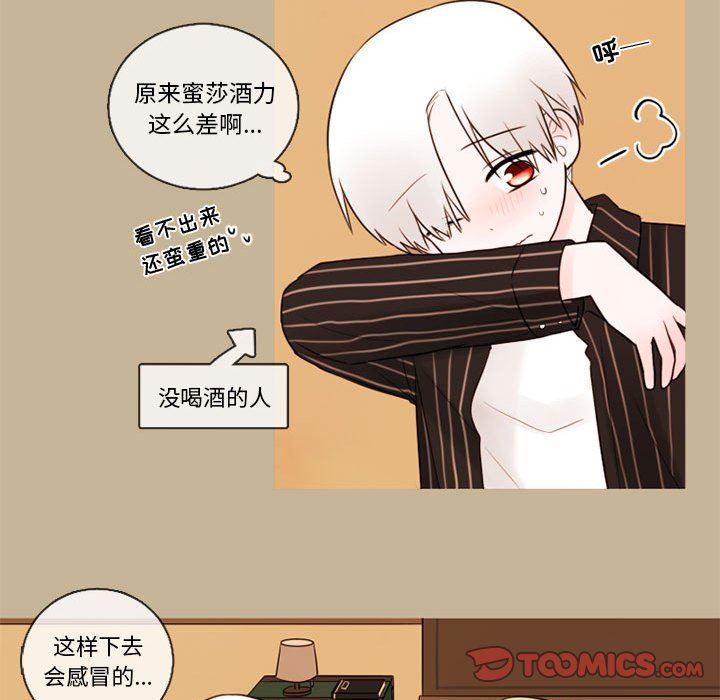 呼—
原来蜜莎酒力
这么差啊...
看不出来
还蛮重的
没喝酒的人
这样下去
会感冒的...
TOOMICS.COM